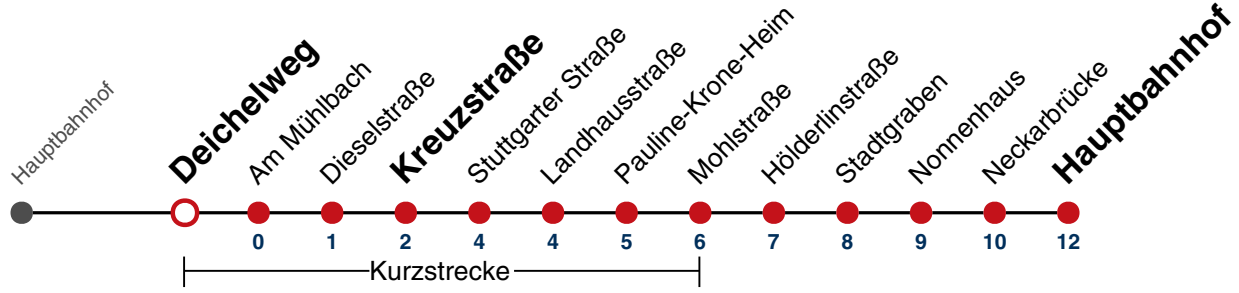 Hauptbahnhof
Deichelweg
Am Mühlbach
Dieselstraße
Kreuzstraße
Stuttgarter Straße
Landhausstraße
Pauline-Krone-Heim
Mohlstraße
Hölderlinstraße
Stadtgraben
Nonnenhaus
Neckarbrücke
Hauptbahnhof
0 1 2 4 4 5 6 7 8 9 10 12
Kurzstrecke